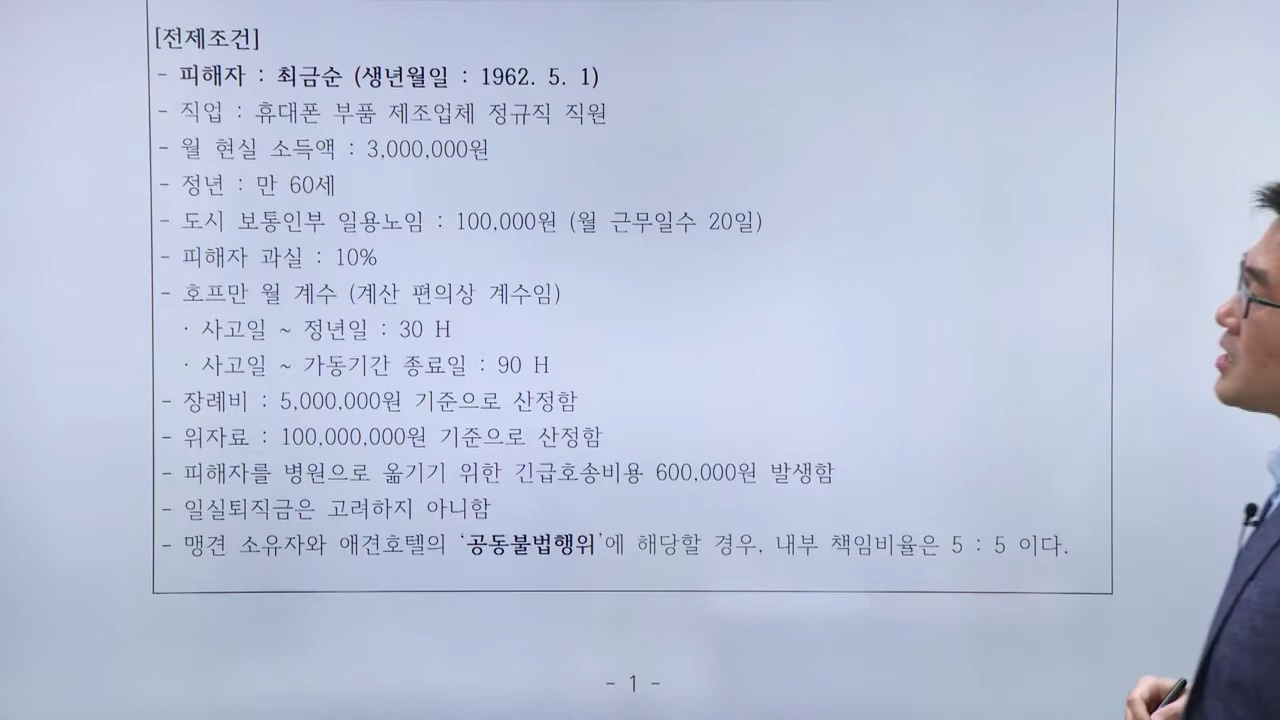 [전제조건]
- 피해자 : 최금순 (생년월일 : 1962. 5. 1)
- 직업 : 휴대폰 부품 제조업체 정규직 직원
- 월 현실 소득액 : 3,000,000원
- 정년 : 만 60세
- 도시 보통인부 일용노임 : 100,000원 (월 근무일수 20일)
- 피해자 과실 : 10%
- 호프만 월 계수 (계산 편의상 계수임)
· 사고일 ~ 정년일 : 30 H
· 사고일 ~ 가동기간 종료일 : 90 H
- 장례비 : 5,000,000원 기준으로 산정함
- 위자료 : 100,000,000원 기준으로 산정함
- 피해자를 병원으로 옮기기 위한 긴급호송비용 600,000원 발생함
- 일실퇴직금은 고려하지 아니함
- 맹견 소유자와 애견호텔의 '공동불법행위'에 해당할 경우, 내부 책임비율은 5 : 5 이다.
- 1 -